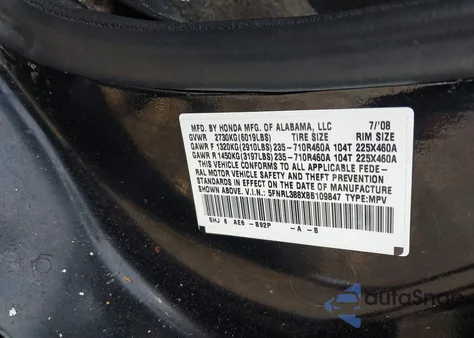 MFD. BY HONDA MFG. OF ALABAMA, LLC 7/'08
GVWR 2730KG(6019LBS) TIRE SIZE RIM SIZE
GAWR F 1320KG(2910LBS) 235-710R460A 104T 225X460A
GAWR R 1450KG(3197LBS) 235-710R460A 104T 225X460A
THIS VEHICLE CONFORMS TO ALL APPLICABLE FEDE-
RAL MOTOR VEHICLE SAFETY AND THEFT PREVENTION
STANDARDS IN EFFECT ON THE DATE OF MANUFACTURE
SHOWN ABOVE. V.I.N.: 5FNRL388X8B109847 TYPE:MPV
SHJ 5 AE6 -B92P -A -B
autoSnap